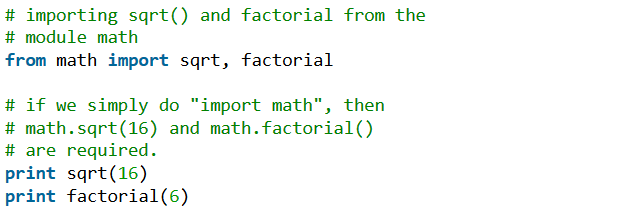 # importing sqrt() and factorial from the
# module math
from math import sqrt, factorial
# if we simply do "import math", then
# math.sqrt(16) and math.factorial()
# are required.
print sqrt(16)
print factorial(6)